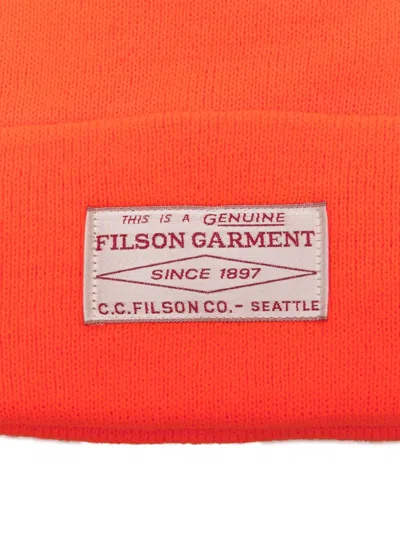 THIS IS A GENUINE
FILSON GARMENT
SINCE 1897
C.C. FILSON CO. - SEATTLE